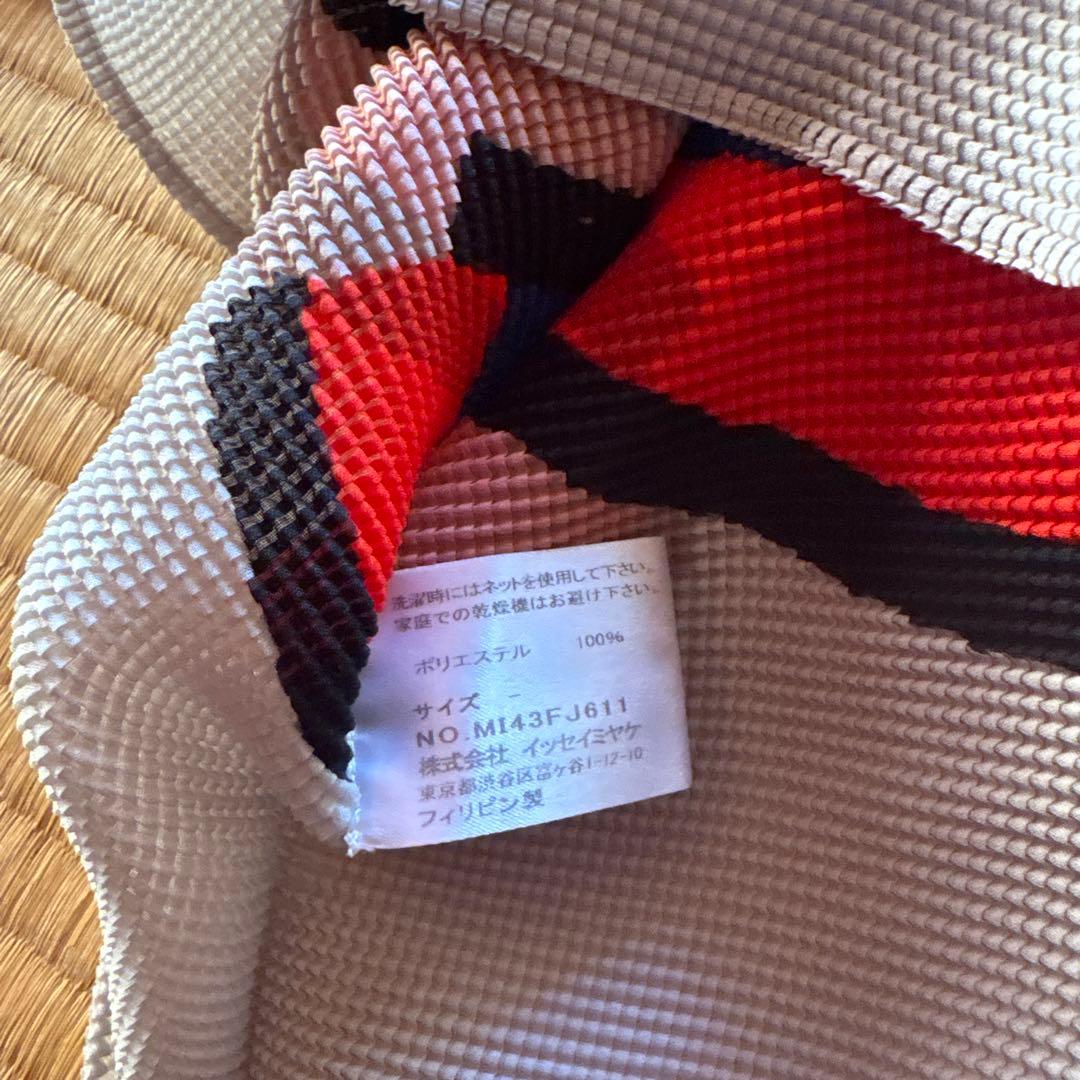 洗濯時にはネットを使用して下さい。
家庭での乾燥機はお避け下さい。
ポリエステル 100%
サイズ -
NO.MI43FJ611
株式会社 イッセイミヤケ
東京都渋谷区富ケ谷1-12-10
フィリピン製